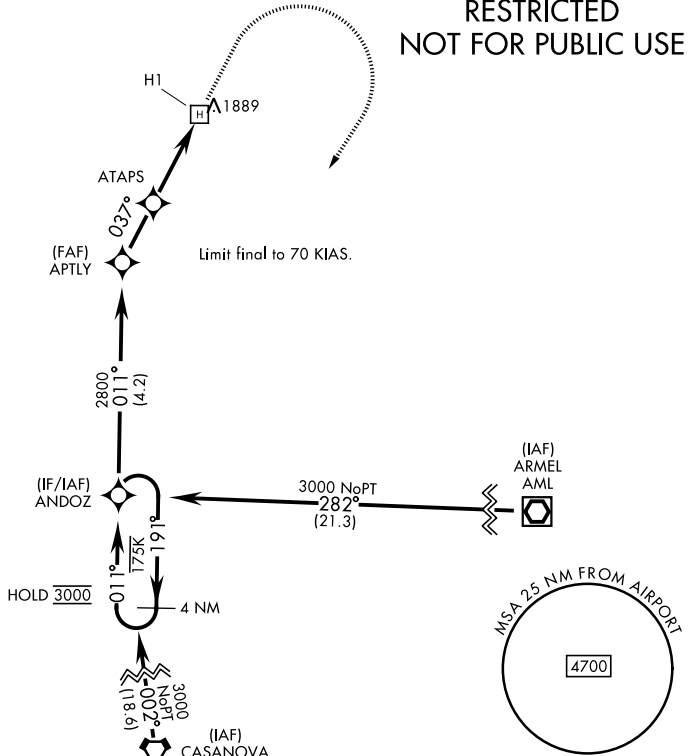 RESTRICTED
NOT FOR PUBLIC USE
H1
H
1889
ATAPS
037°
(FAF)
APTLY
Limit final to 70 KIAS.
2800
011°
(4.2)
(IF/IAF)
ANDOZ
3000 NoPT
282°
(21.3)
(IAF)
ARMEL
AML
191°
175K
011°
HOLD 3000
4 NM
3000
NoPT
002°
(18.6)
(IAF)
CASANOVA
MSA 25 NM FROM AIRPORT
4700